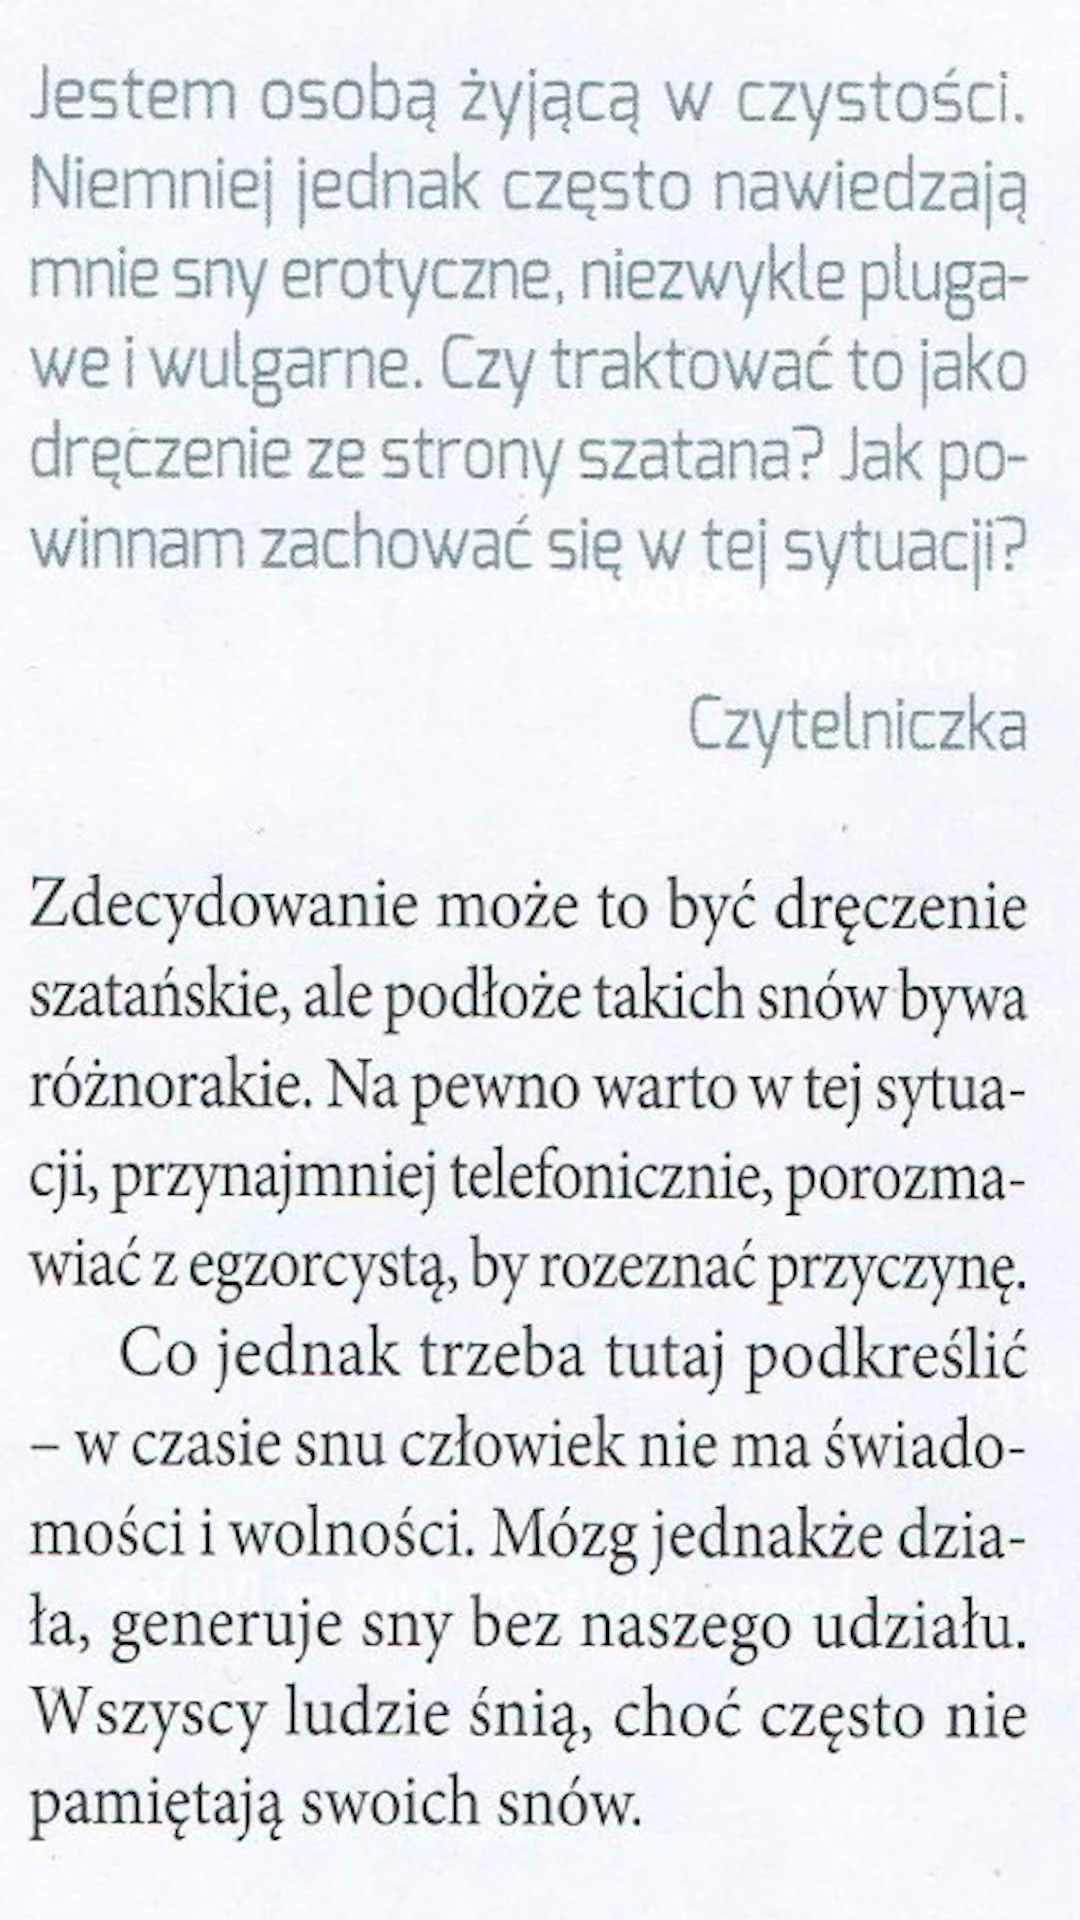 Jestem osobą żyjącą w czystości.
Niemniej jednak często nawiedzają
mnie sny erotyczne, niezwykle pluga-
we i wulgarne. Czy traktować to jako
dręczenie ze strony szatana? Jak po-
winnam zachować się w tej sytuacji?
Czytelniczka
Zdecydowanie może to być dręczenie
szatańskie, ale podłoże takich snów bywa
różnorakie. Na pewno warto w tej sytua-
cji, przynajmniej telefonicznie, porozma-
wiać z egzorcystą, by rozeznać przyczynę.
Co jednak trzeba tutaj podkreślić
– w czasie snu człowiek nie ma świado-
mości i wolności. Mózg jednakże dzia-
ła, generuje sny bez naszego udziału.
Wszyscy ludzie śnią, choć często nie
pamiętają swoich snów.